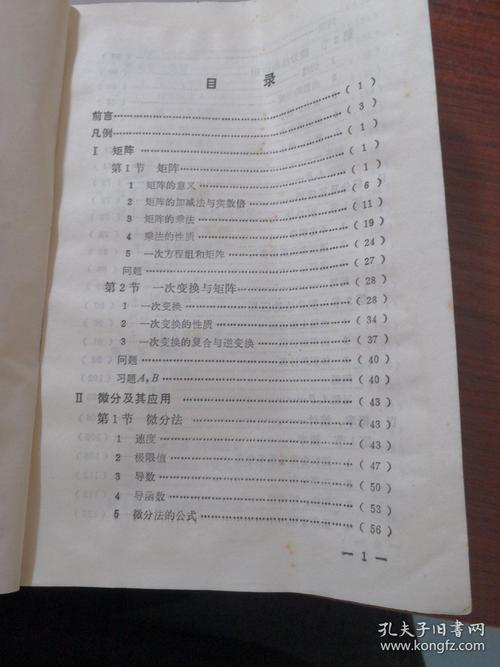 目 录
前言……(1)
凡例……(3)
Ⅰ 矩阵……(1)
第1节 矩阵……(1)
1 矩阵的意义……(1)
2 矩阵的加减法与实数倍……(6)
3 矩阵的乘法……(11)
4 乘法的性质……(19)
5 一次方程组和矩阵……(24)
问题……(27)
第2节 一次变换与矩阵……(28)
1 一次变换……(28)
2 一次变换的性质……(34)
3 一次变换的复合与逆变换……(37)
问题……(40)
习题A,B……(40)
Ⅱ 微分及其应用……(43)
第1节 微分法……(43)
1 速度……(43)
2 极限值……(47)
3 导数……(50)
4 导函数……(53)
5 微分法的公式……(56)
— 1 —
孔夫子旧书网
www.kongfz.com